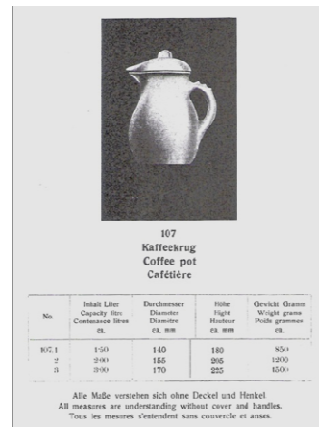 107
Kaffeekrug
Coffee pot
Cafétière
No.
Inhalt Liter
Capacity litre
Contenance litres
ca.
Durchmesser
Diameter
Diamètre
ca. mm
Höhe
Hight
Hauteur
ca. mm
Gewicht Gramm
Weight grams
Poids grammes
ca.
107.1 1·50 140 180 850
2 2·00 155 205 1200
3 3·00 170 225 1500
Alle Maße verstehen sich ohne Deckel und Henkel
All measures are understanding without cover and handles.
Tous les mesures s'entendent sans couvercle et anses.